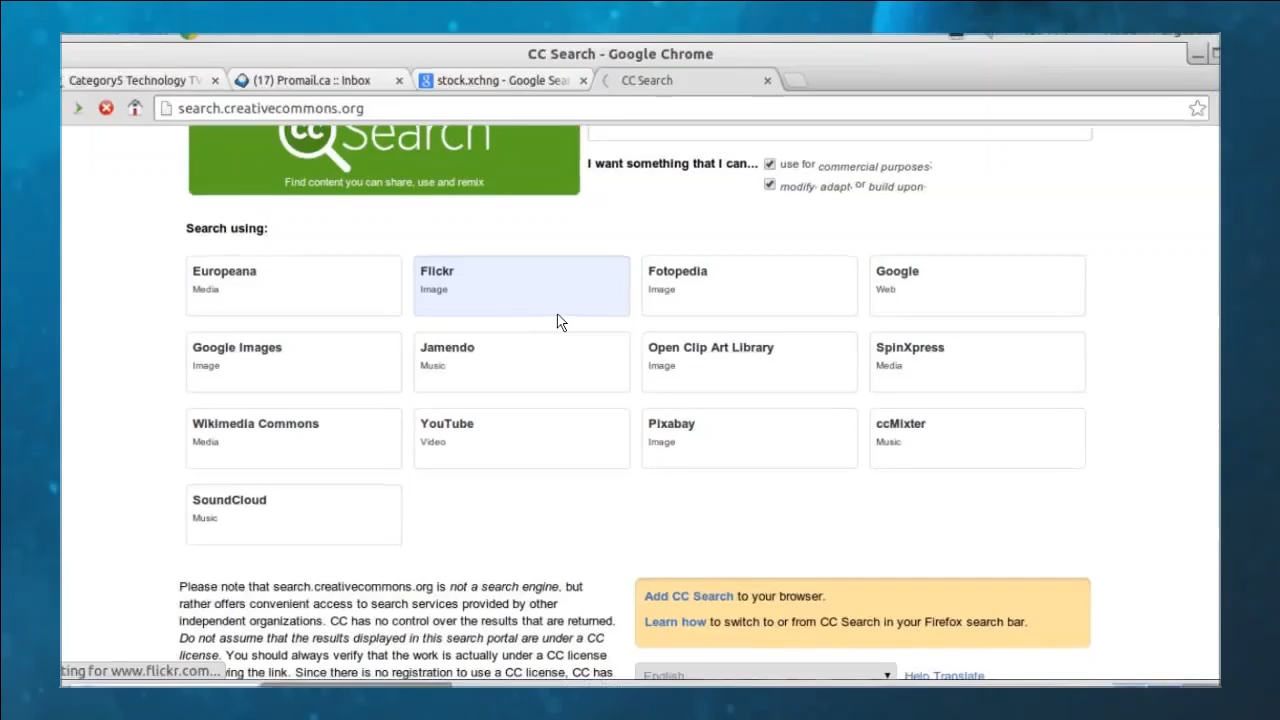 CC Search - Google Chrome
Category5 Technology TV
(17) Promail.ca :: Inbox
stock.xchng - Google Sea
CC Search
search.creativecommons.org
cc Search
Find content you can share, use and remix
I want something that I can... use for commercial purposes;
modify, adapt, or build upon.
Search using:
Europeana
Media
Flickr
Image
Fotopedia
Image
Google
Web
Google Images
Image
Jamendo
Music
Open Clip Art Library
Image
SpinXpress
Media
Wikimedia Commons
Media
YouTube
Video
Pixabay
Image
ccMixter
Music
SoundCloud
Music
Please note that search.creativecommons.org is not a search engine, but
rather offers convenient access to search services provided by other
independent organizations. CC has no control over the results that are returned.
Do not assume that the results displayed in this search portal are under a CC
license. You should always verify that the work is actually under a CC license
ving the link. Since there is no registration to use a CC license, CC has
Add CC Search to your browser.
Learn how to switch to or from CC Search in your Firefox search bar.
English
Help Translate
ting for www.flickr.com...